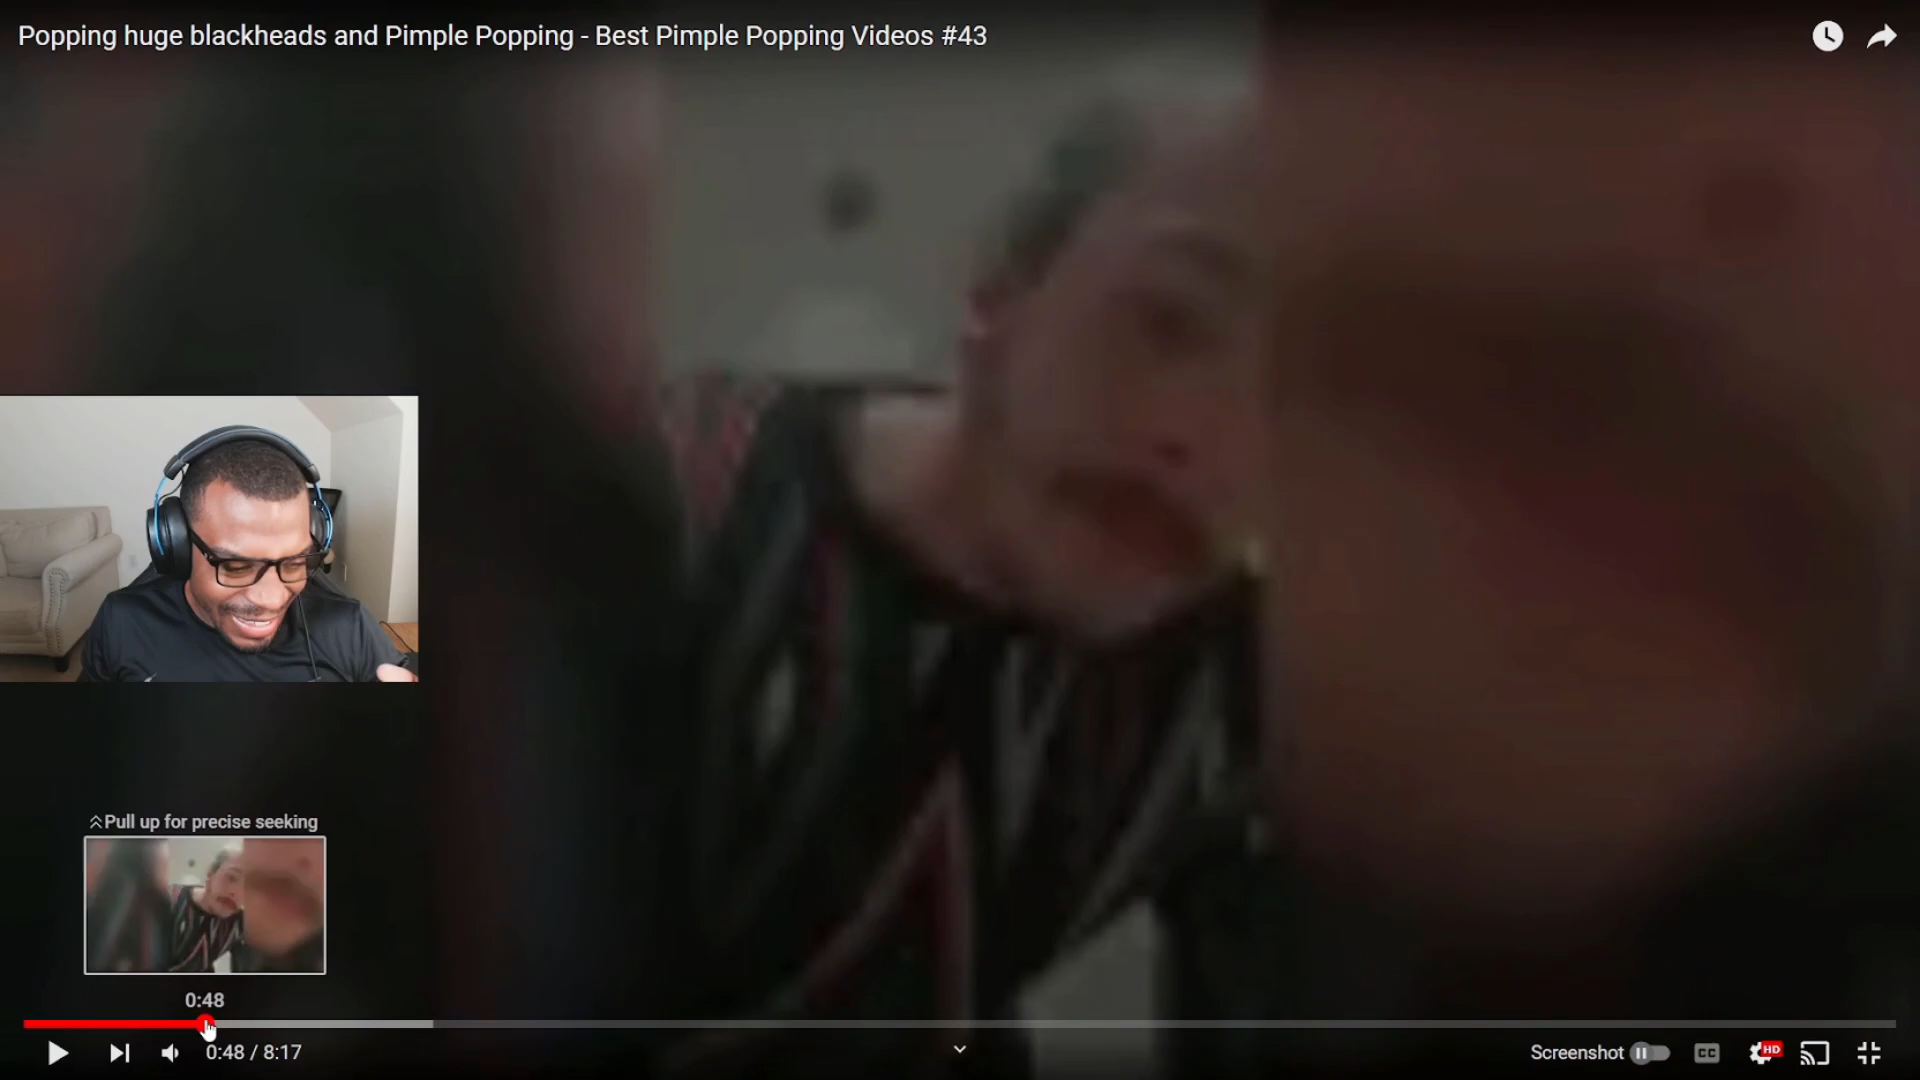 Popping huge blackheads and Pimple Popping - Best Pimple Popping Videos #43
Pull up for precise seeking
0:48
0:48 / 8:17
Screenshot
CC
HD